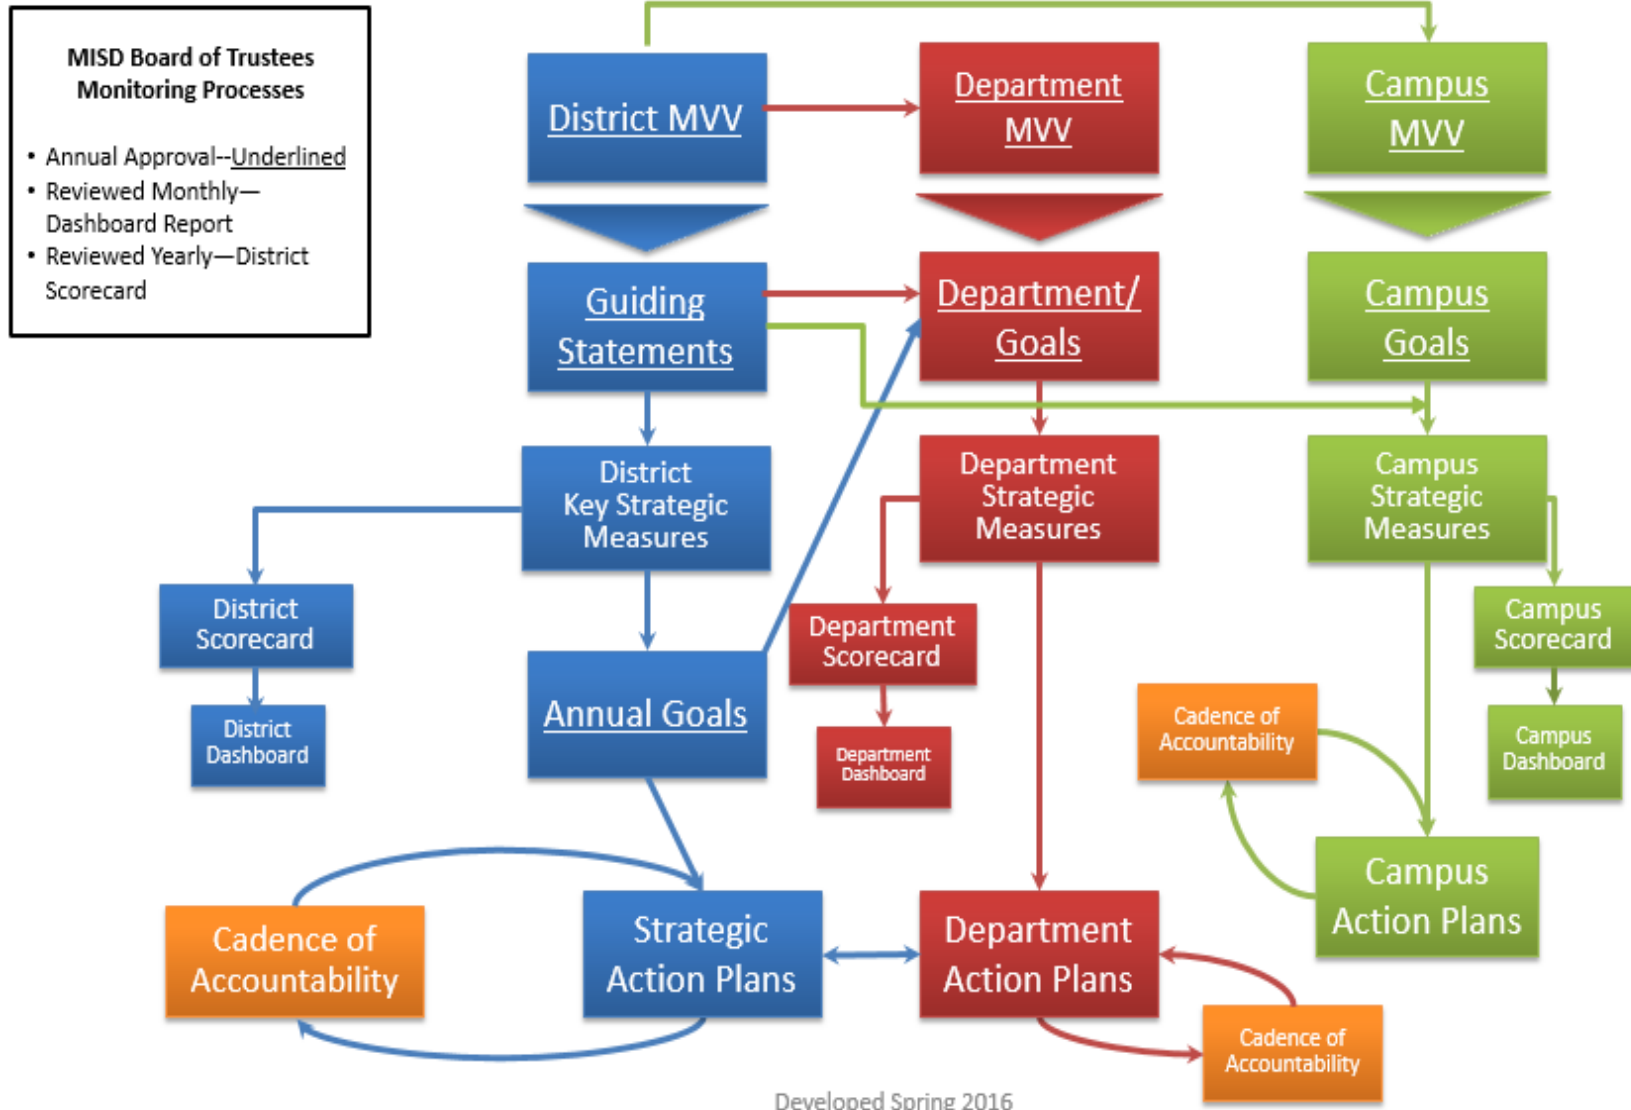 MISD Board of Trustees
Monitoring Processes
• Annual Approval--Underlined
• Reviewed Monthly—
Dashboard Report
• Reviewed Yearly—District
Scorecard
District MVV
Department
MVV
Campus
MVV
Guiding
Statements
Department/
Goals
Campus
Goals
District
Key Strategic
Measures
Department
Strategic
Measures
Campus
Strategic
Measures
District
Scorecard
Department
Scorecard
Campus
Scorecard
District
Dashboard
Annual Goals
Department
Dashboard
Cadence of
Accountability
Campus
Dashboard
Cadence of
Accountability
Strategic
Action Plans
Department
Action Plans
Campus
Action Plans
Cadence of
Accountability
Developed Spring 2016